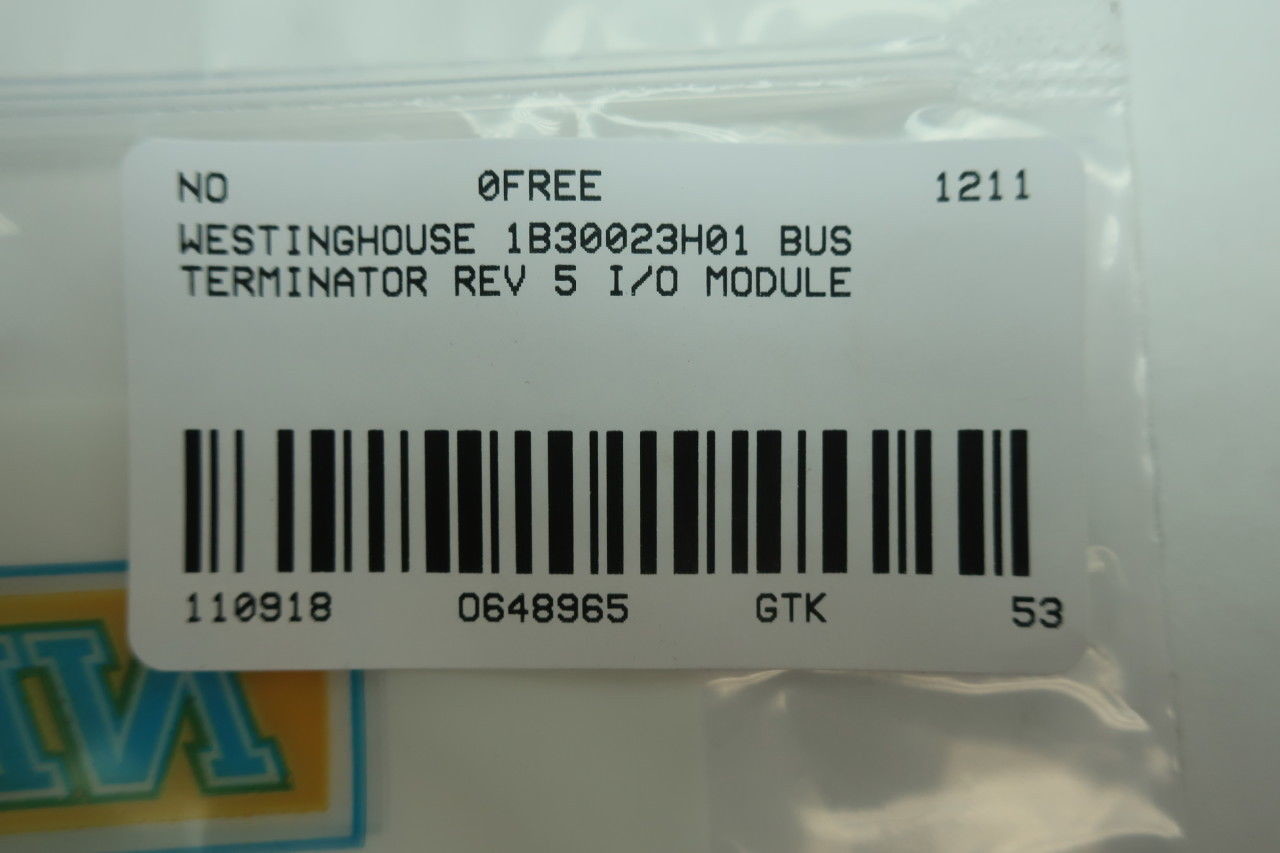 NO 0FREE 1211
WESTINGHOUSE 1B30023H01 BUS
TERMINATOR REV 5 I/O MODULE
110918 0648965 GTK 53